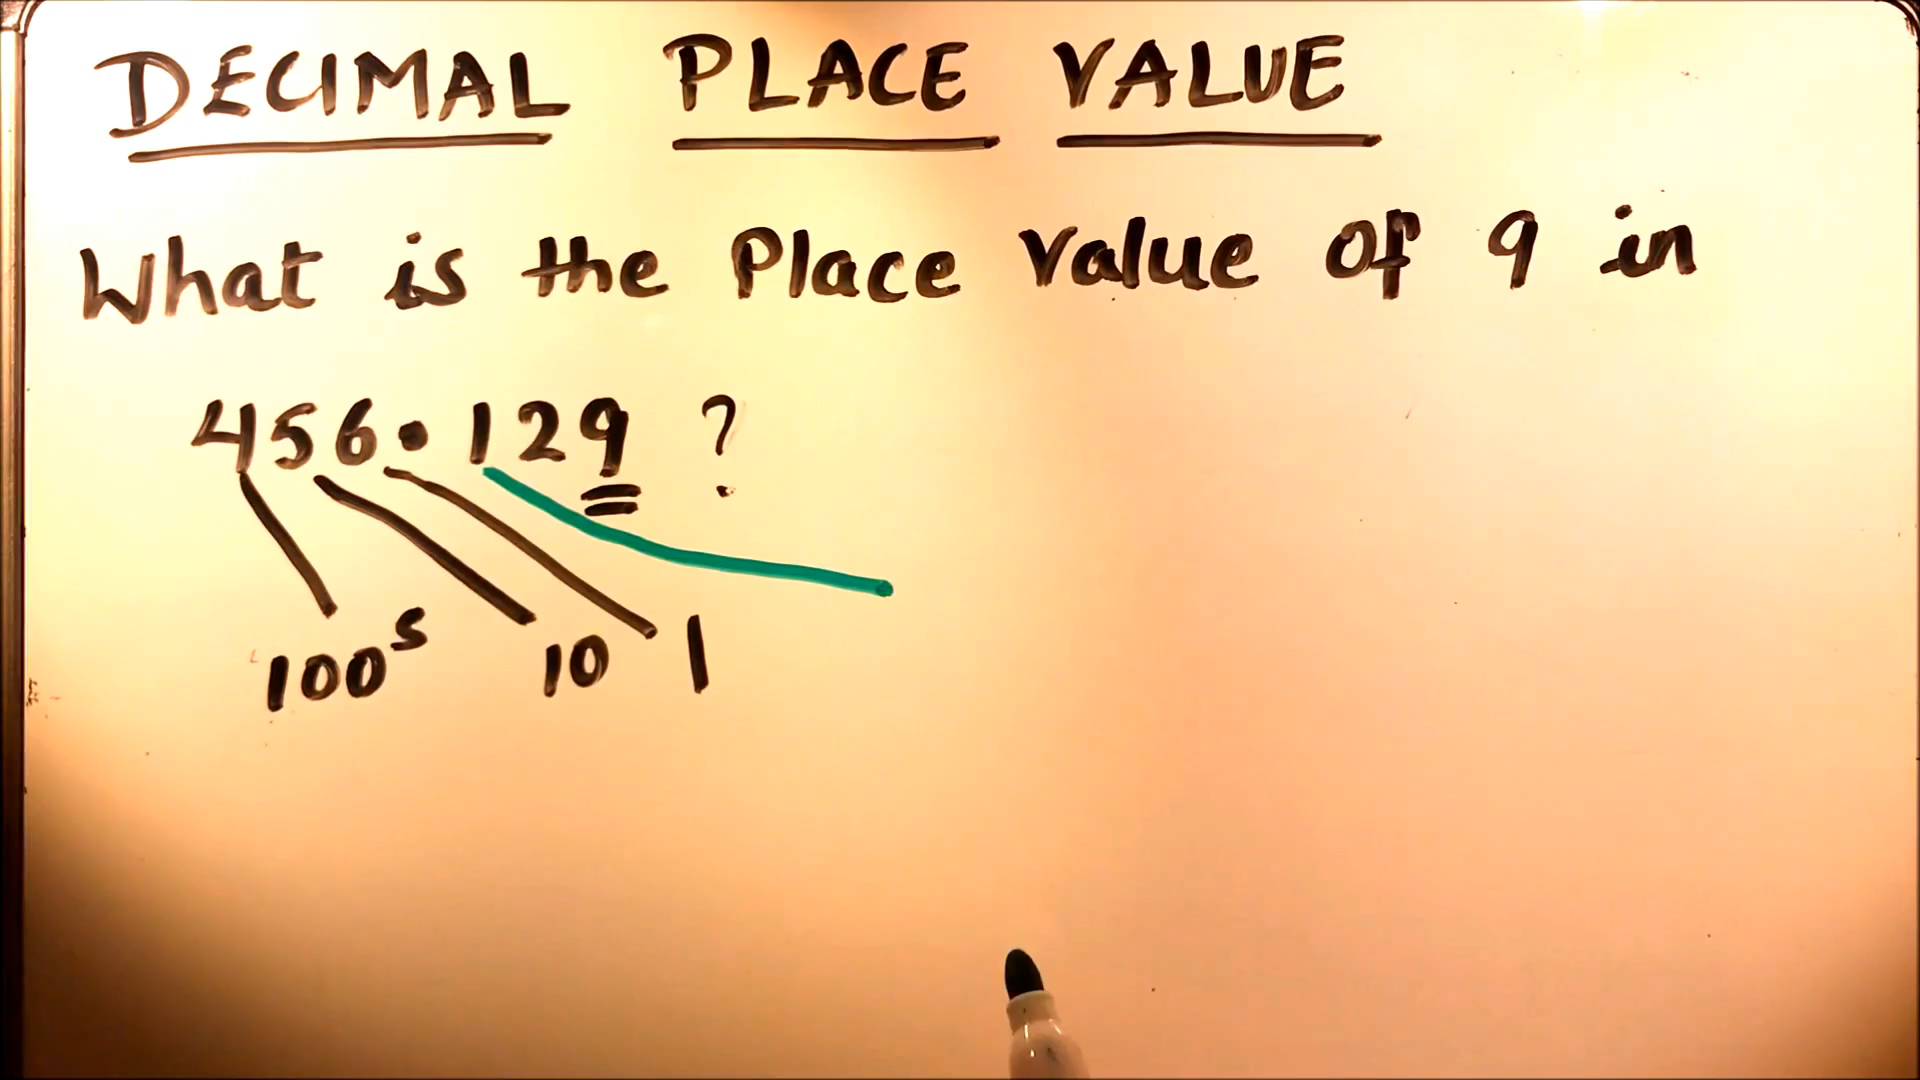 DECIMAL PLACE VALUE
What is the Place Value of 9 in
456.129 ?
100s 10 1